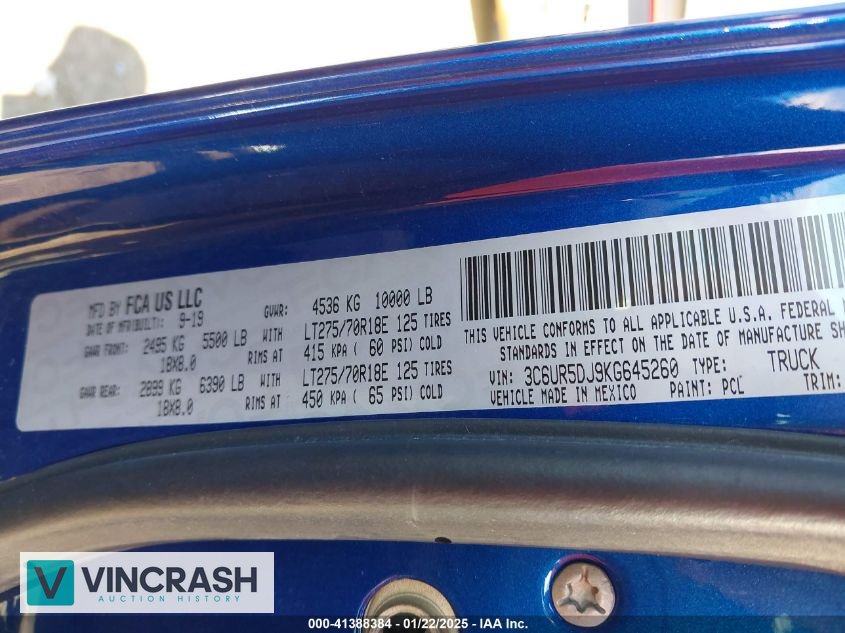 MFD BY FCA US LLC GVWR: 4536 KG 10000 LB
DATE OF MFR(BUILT): 9-19
GAWR FRONT: 2495 KG 5500 LB WITH LT275/70R18E 125 TIRES
18X8.0 RIMS AT 415 KPA ( 60 PSI) COLD
GAWR REAR: 2899 KG 6390 LB WITH LT275/70R18E 125 TIRES
18X8.0 RIMS AT 450 KPA ( 65 PSI) COLD
THIS VEHICLE CONFORMS TO ALL APPLICABLE U.S.A. FEDERAL
STANDARDS IN EFFECT ON THE DATE OF MANUFACTURE
VIN: 3C6UR5DJ9KG645260 TYPE: TRUCK
VEHICLE MADE IN MEXICO PAINT: PCL TRIM:
VINCRASH
AUCTION HISTORY
000-41388384 / 01/22/2025 - IAA Inc.